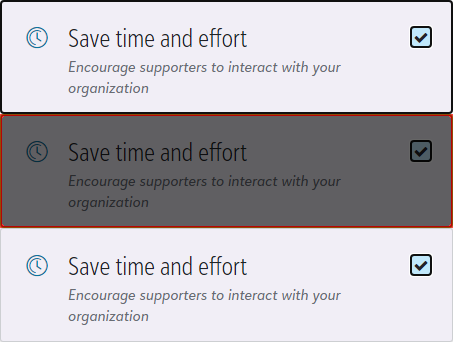 Save time and effort
Encourage supporters to interact with your
organization
Save time and effort
Encourage supporters to interact with your
organization
Save time and effort
Encourage supporters to interact with your
organization